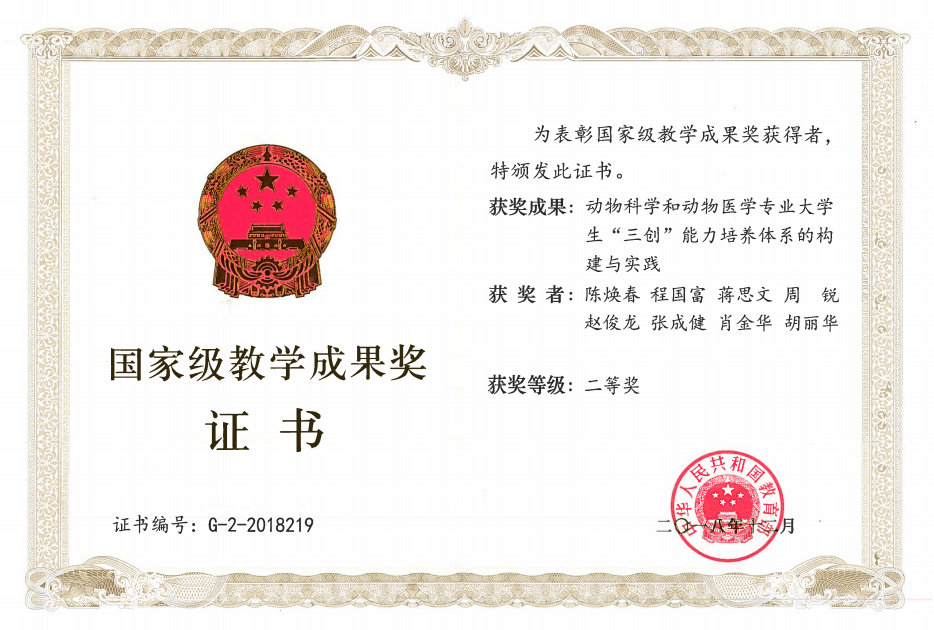 国家级教学成果奖
证书
证书编号：G-2-2018219
为表彰国家级教学成果奖获得者，
特颁发此证书。
获奖成果：动物科学和动物医学专业大学
生“三创”能力培养体系的构
建与实践
获奖者：陈焕春 程国富 蒋思文 周 锐
赵俊龙 张成健 肖金华 胡丽华
获奖等级：二等奖
中华人民共和国教育部
二〇一八年十二月